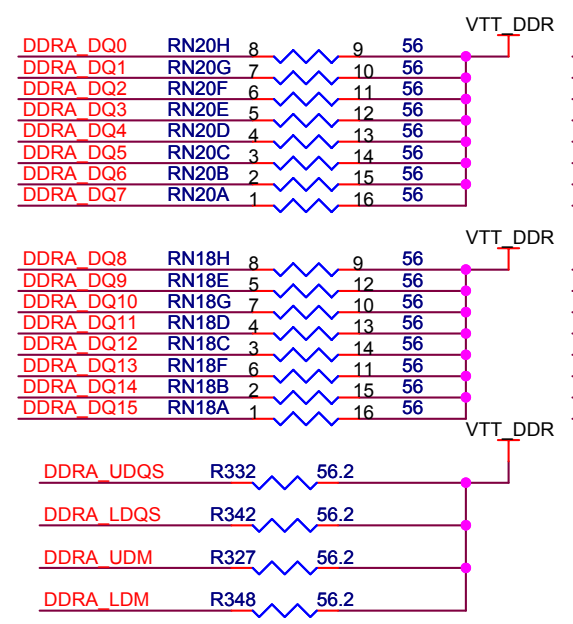 VTT_DDR
DDRA_DQ0 RN20H 8 9 56
DDRA_DQ1 RN20G 7 10 56
DDRA_DQ2 RN20F 6 11 56
DDRA_DQ3 RN20E 5 12 56
DDRA_DQ4 RN20D 4 13 56
DDRA_DQ5 RN20C 3 14 56
DDRA_DQ6 RN20B 2 15 56
DDRA_DQ7 RN20A 1 16 56
VTT_DDR
DDRA_DQ8 RN18H 8 9 56
DDRA_DQ9 RN18E 5 12 56
DDRA_DQ10 RN18G 7 10 56
DDRA_DQ11 RN18D 4 13 56
DDRA_DQ12 RN18C 3 14 56
DDRA_DQ13 RN18F 6 11 56
DDRA_DQ14 RN18B 2 15 56
DDRA_DQ15 RN18A 1 16 56
VTT_DDR
DDRA_UDQS R332 56.2
DDRA_LDQS R342 56.2
DDRA_UDM R327 56.2
DDRA_LDM R348 56.2